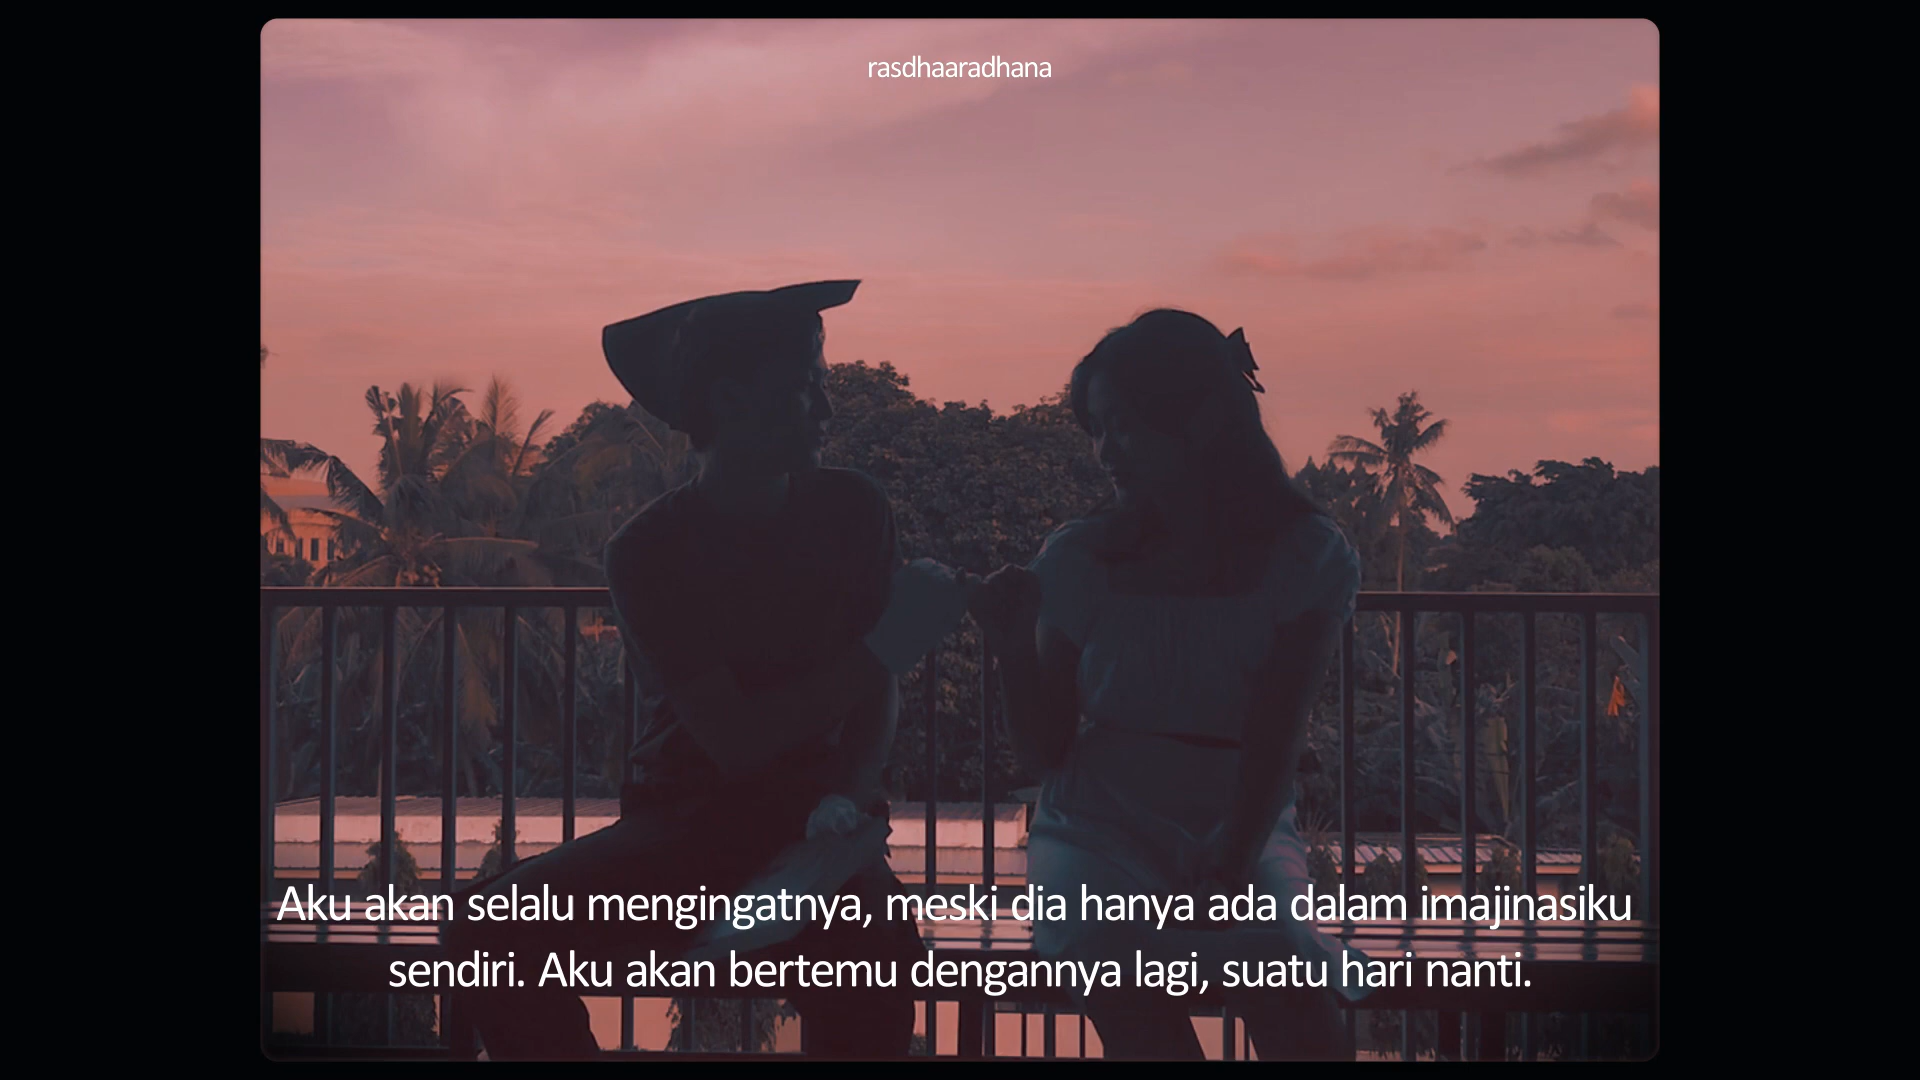 rasdhaaradhana
Aku akan selalu mengingatnya, meski dia hanya ada dalam imajinasiku
sendiri. Aku akan bertemu dengannya lagi, suatu hari nanti.